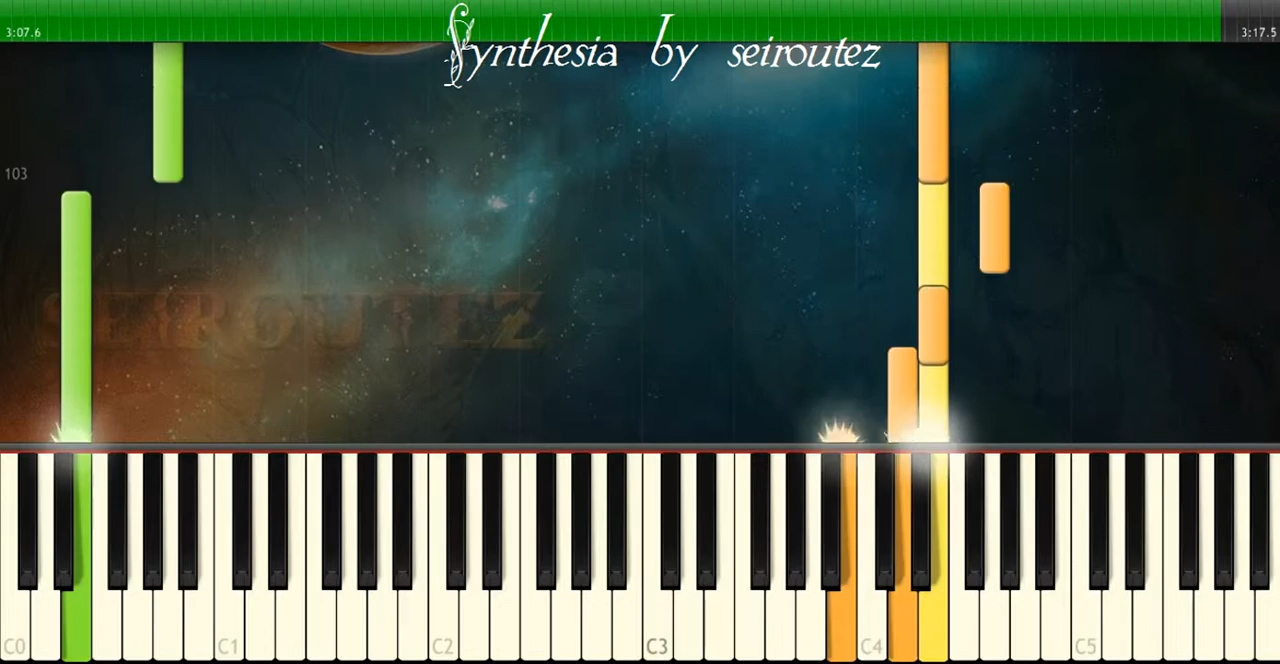 3:07.6
Synthesia by seiroutez
3:17.5
103
SEIROUTEZ
C0 C1 C2 C3 C4 C5